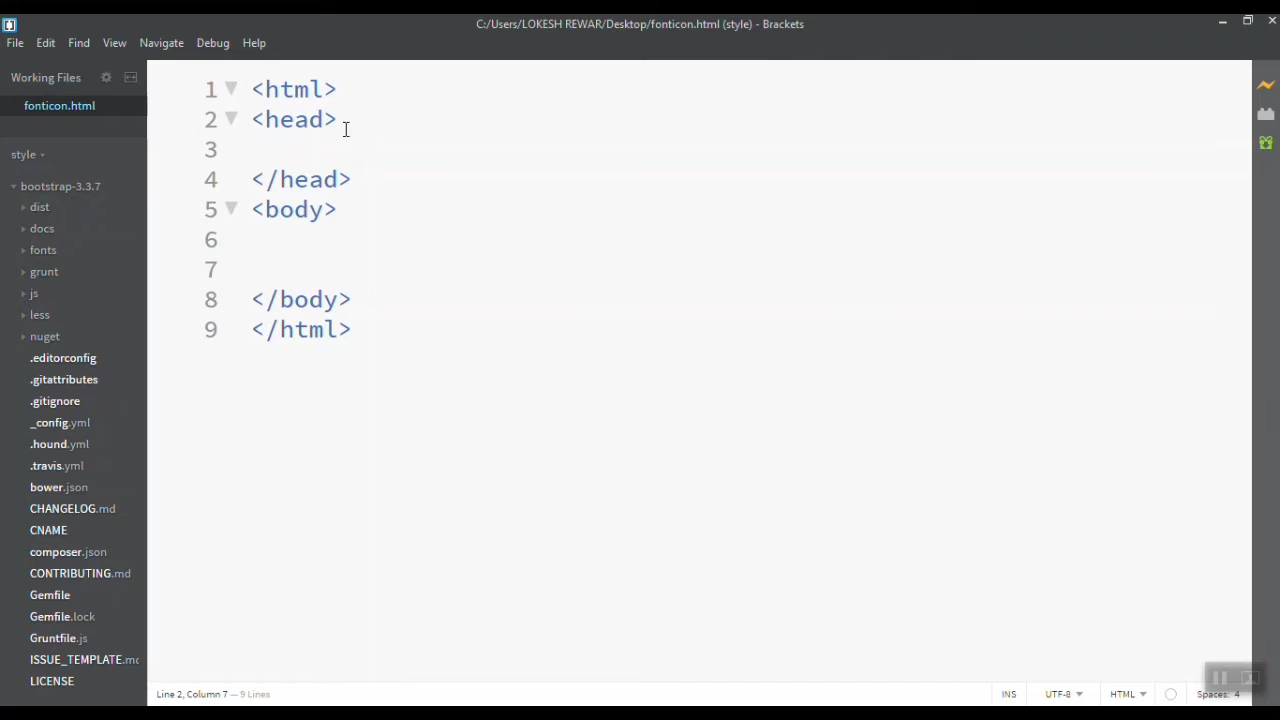 C:/Users/LOKESH REWAR/Desktop/fonticon.html (style) - Brackets
File Edit Find View Navigate Debug Help
Working Files
fonticon.html
style
bootstrap-3.3.7
dist
docs
fonts
grunt
js
less
nuget
.editorconfig
.gitattributes
.gitignore
_config.yml
.hound.yml
.travis.yml
bower.json
CHANGELOG.md
CNAME
composer.json
CONTRIBUTING.md
Gemfile
Gemfile.lock
Gruntfile.js
ISSUE_TEMPLATE.mc
LICENSE
1 <html>
2 <head>
3
4 </head>
5 <body>
6
7
8 </body>
9 </html>
Line 2, Column 7 — 9 Lines
INS UTF-8 HTML Spaces: 4